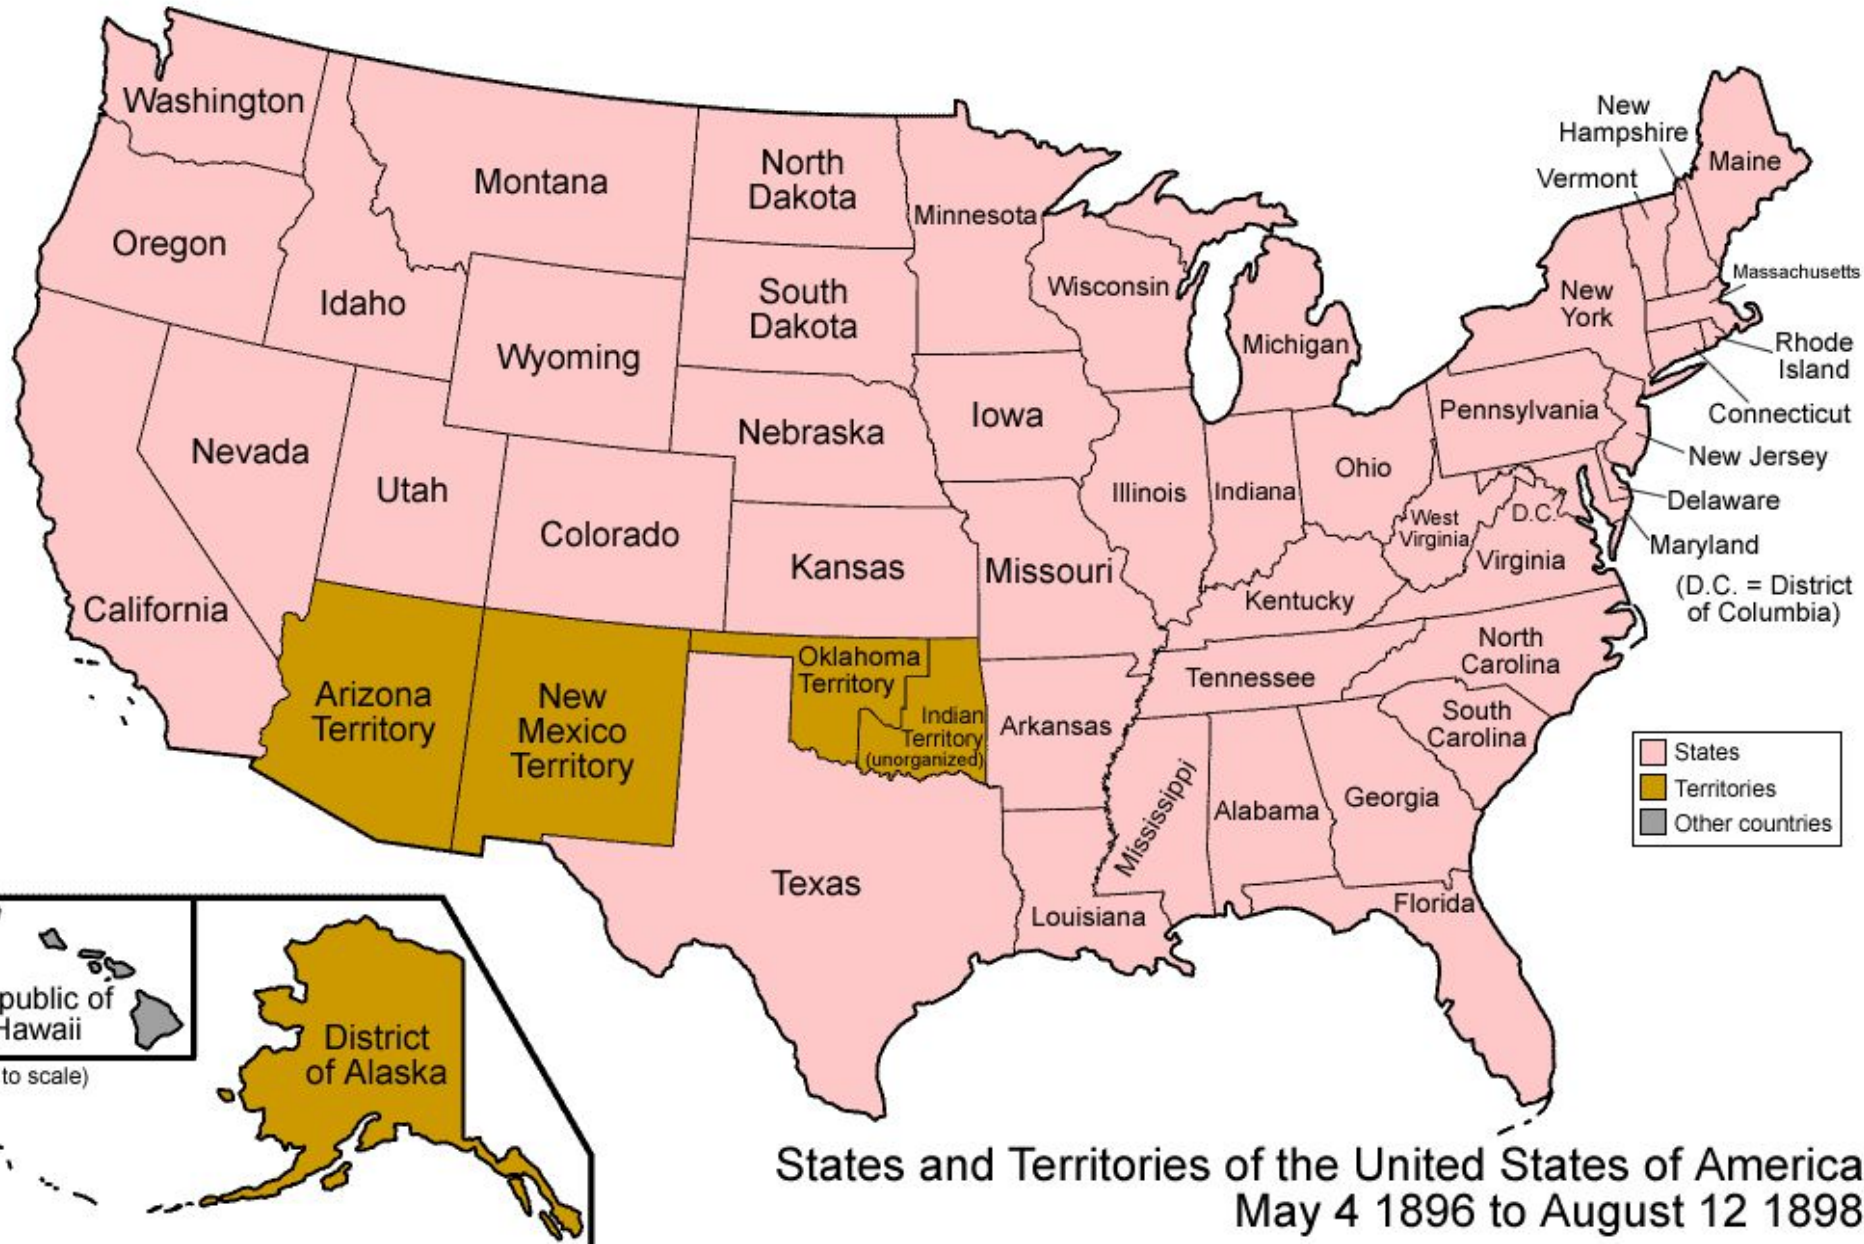 Washington
Oregon
California
Nevada
Idaho
Montana
Wyoming
Utah
Colorado
North
Dakota
South
Dakota
Nebraska
Kansas
Minnesota
Iowa
Missouri
Wisconsin
Illinois
Indiana
Michigan
Ohio
Kentucky
Tennessee
Arkansas
Louisiana
Mississippi
Alabama
Georgia
Florida
South
Carolina
North
Carolina
Virginia
West
Virginia
D.C.
Pennsylvania
New
York
Vermont
New
Hampshire
Maine
Massachusetts
Rhode
Island
Connecticut
New Jersey
Delaware
Maryland
(D.C. = District
of Columbia)
Arizona
Territory
New
Mexico
Territory
Oklahoma
Territory
Indian
Territory
(unorganized)
Texas
States
Territories
Other countries
public of
Hawaii
to scale)
District
of Alaska
States and Territories of the United States of America
May 4 1896 to August 12 1898